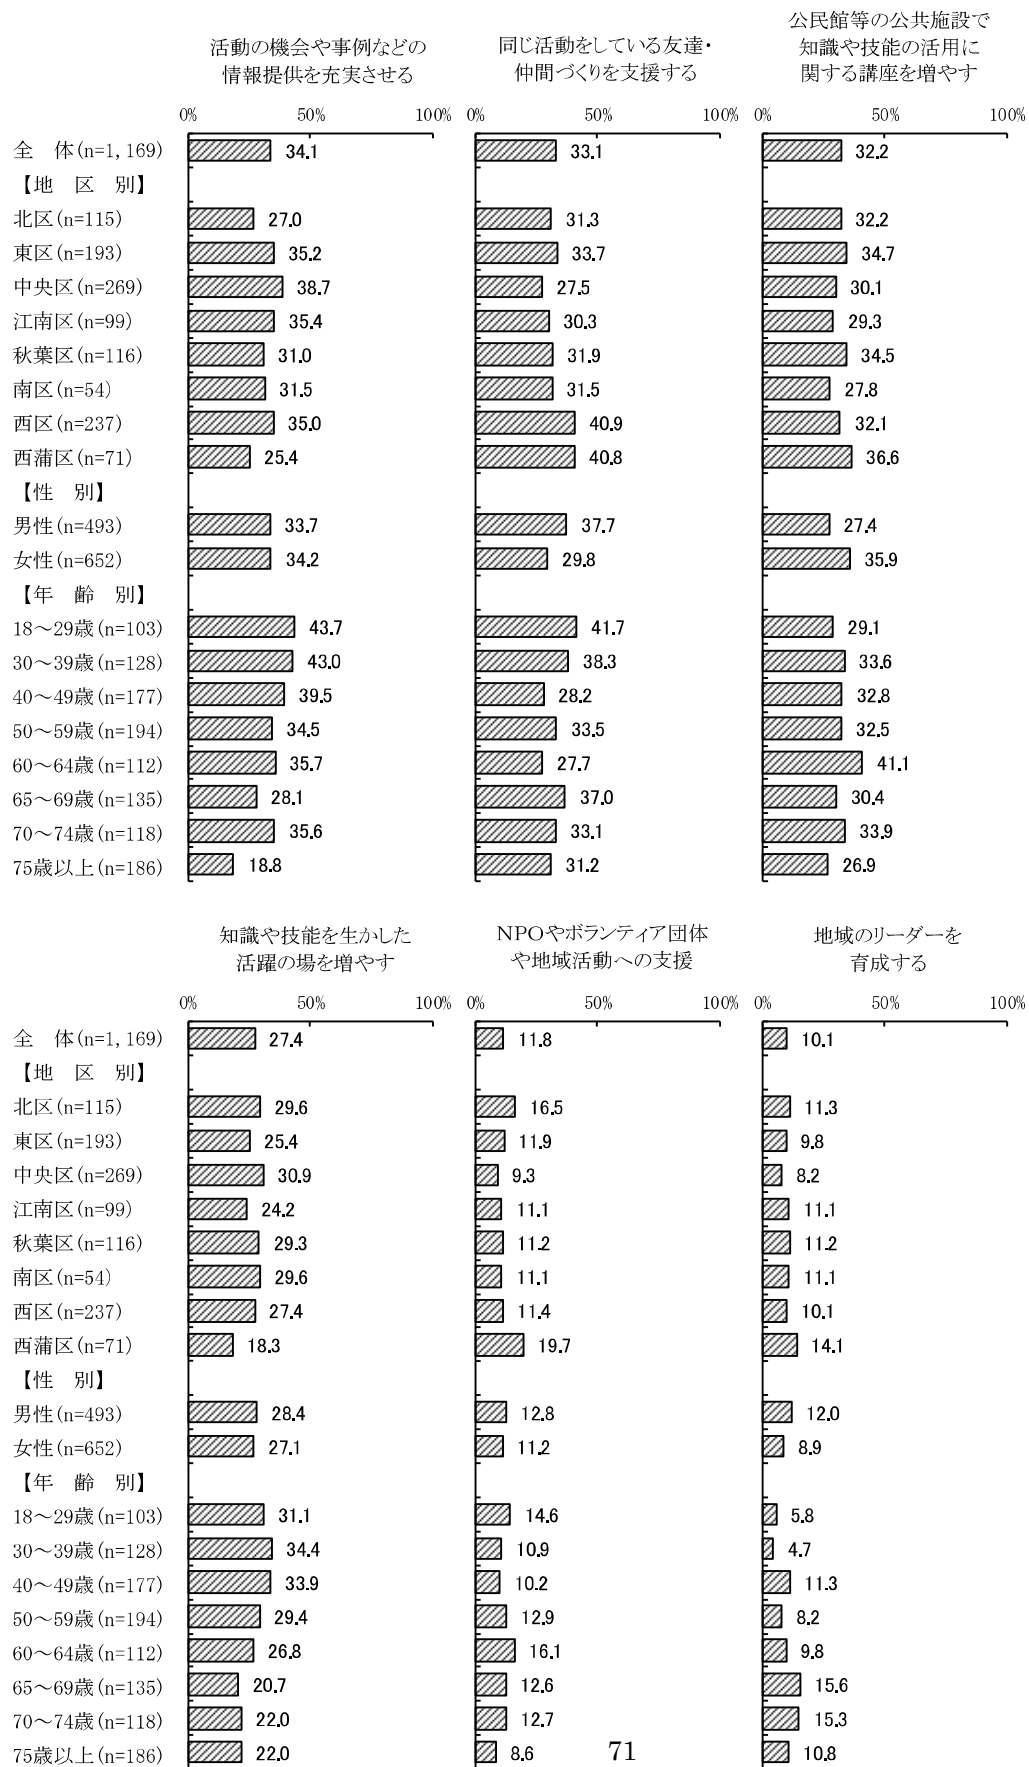 活動の機会や事例などの
情報提供を充実させる
同じ活動をしている友達・
仲間づくりを支援する
公民館等の公共施設で
知識や技能の活用に
関する講座を増やす
0% 50% 100% 0% 50% 100% 0% 50% 100%
全　体(n=1,169) 34.1 33.1 32.2
【地　区　別】
北区(n=115) 27.0 31.3 32.2
東区(n=193) 35.2 33.7 34.7
中央区(n=269) 38.7 27.5 30.1
江南区(n=99) 35.4 30.3 29.3
秋葉区(n=116) 31.0 31.9 34.5
南区(n=54) 31.5 31.5 27.8
西区(n=237) 35.0 40.9 32.1
西蒲区(n=71) 25.4 40.8 36.6
【性　別】
男性(n=493) 33.7 37.7 27.4
女性(n=652) 34.2 29.8 35.9
【年　齢　別】
18～29歳(n=103) 43.7 41.7 29.1
30～39歳(n=128) 43.0 38.3 33.6
40～49歳(n=177) 39.5 28.2 32.8
50～59歳(n=194) 34.5 33.5 32.5
60～64歳(n=112) 35.7 27.7 41.1
65～69歳(n=135) 28.1 37.0 30.4
70～74歳(n=118) 35.6 33.1 33.9
75歳以上(n=186) 18.8 31.2 26.9
知識や技能を生かした
活躍の場を増やす
NPOやボランティア団体
や地域活動への支援
地域のリーダーを
育成する
0% 50% 100% 0% 50% 100% 0% 50% 100%
全　体(n=1,169) 27.4 11.8 10.1
【地　区　別】
北区(n=115) 29.6 16.5 11.3
東区(n=193) 25.4 11.9 9.8
中央区(n=269) 30.9 9.3 8.2
江南区(n=99) 24.2 11.1 11.1
秋葉区(n=116) 29.3 11.2 11.2
南区(n=54) 29.6 11.1 11.1
西区(n=237) 27.4 11.4 10.1
西蒲区(n=71) 18.3 19.7 14.1
【性　別】
男性(n=493) 28.4 12.8 12.0
女性(n=652) 27.1 11.2 8.9
【年　齢　別】
18～29歳(n=103) 31.1 14.6 5.8
30～39歳(n=128) 34.4 10.9 4.7
40～49歳(n=177) 33.9 10.2 11.3
50～59歳(n=194) 29.4 12.9 8.2
60～64歳(n=112) 26.8 16.1 9.8
65～69歳(n=135) 20.7 12.6 15.6
70～74歳(n=118) 22.0 12.7 15.3
75歳以上(n=186) 22.0 8.6 10.8
71